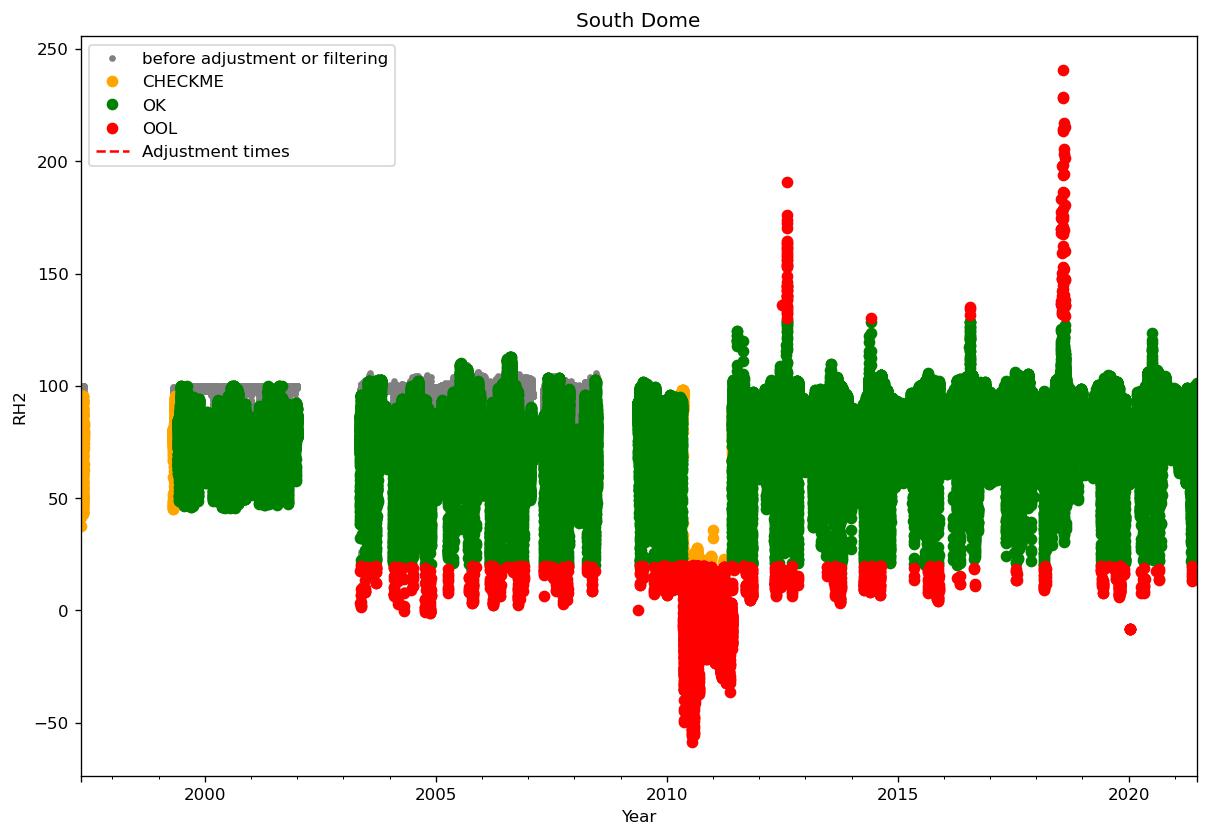 South Dome
before adjustment or filtering
CHECKME
OK
OOL
Adjustment times
RH2
250
200
150
100
50
0
−50
2000
2005
2010
2015
2020
Year